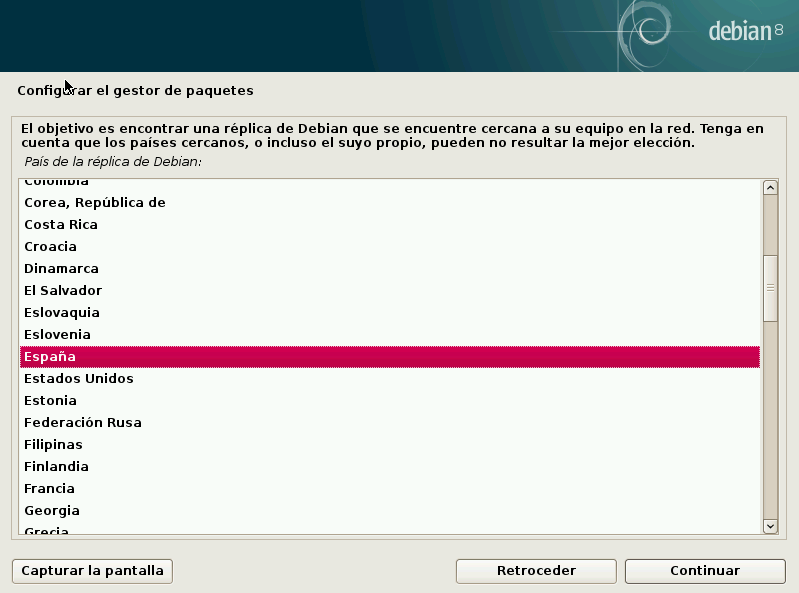 debian 8
Configurar el gestor de paquetes
El objetivo es encontrar una réplica de Debian que se encuentre cercana a su equipo en la red. Tenga en
cuenta que los países cercanos, o incluso el suyo propio, pueden no resultar la mejor elección.
País de la réplica de Debian:
Colombia
Corea, República de
Costa Rica
Croacia
Dinamarca
El Salvador
Eslovaquia
Eslovenia
España
Estados Unidos
Estonia
Federación Rusa
Filipinas
Finlandia
Francia
Georgia
Grecia
Capturar la pantalla
Retroceder
Continuar